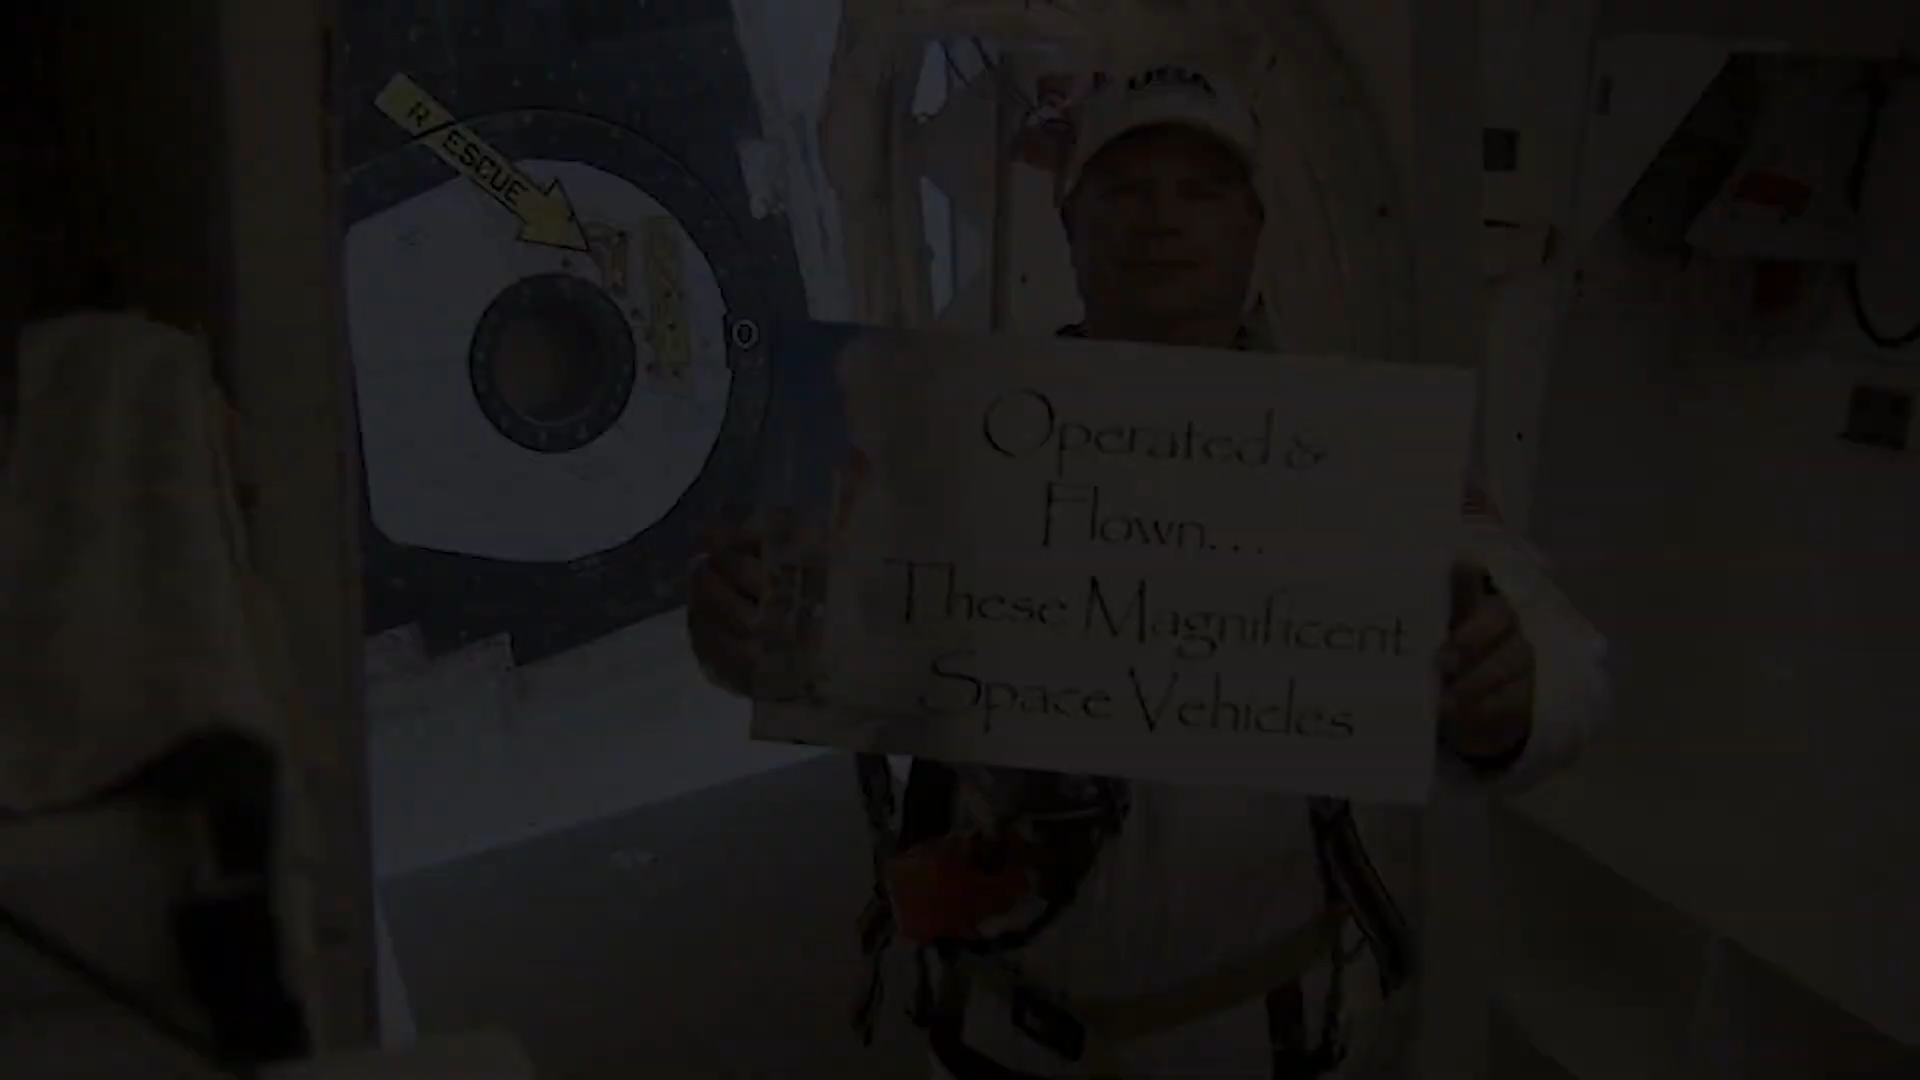 RESCUE
Operated &
Flown...
These Magnificent
Space Vehicles